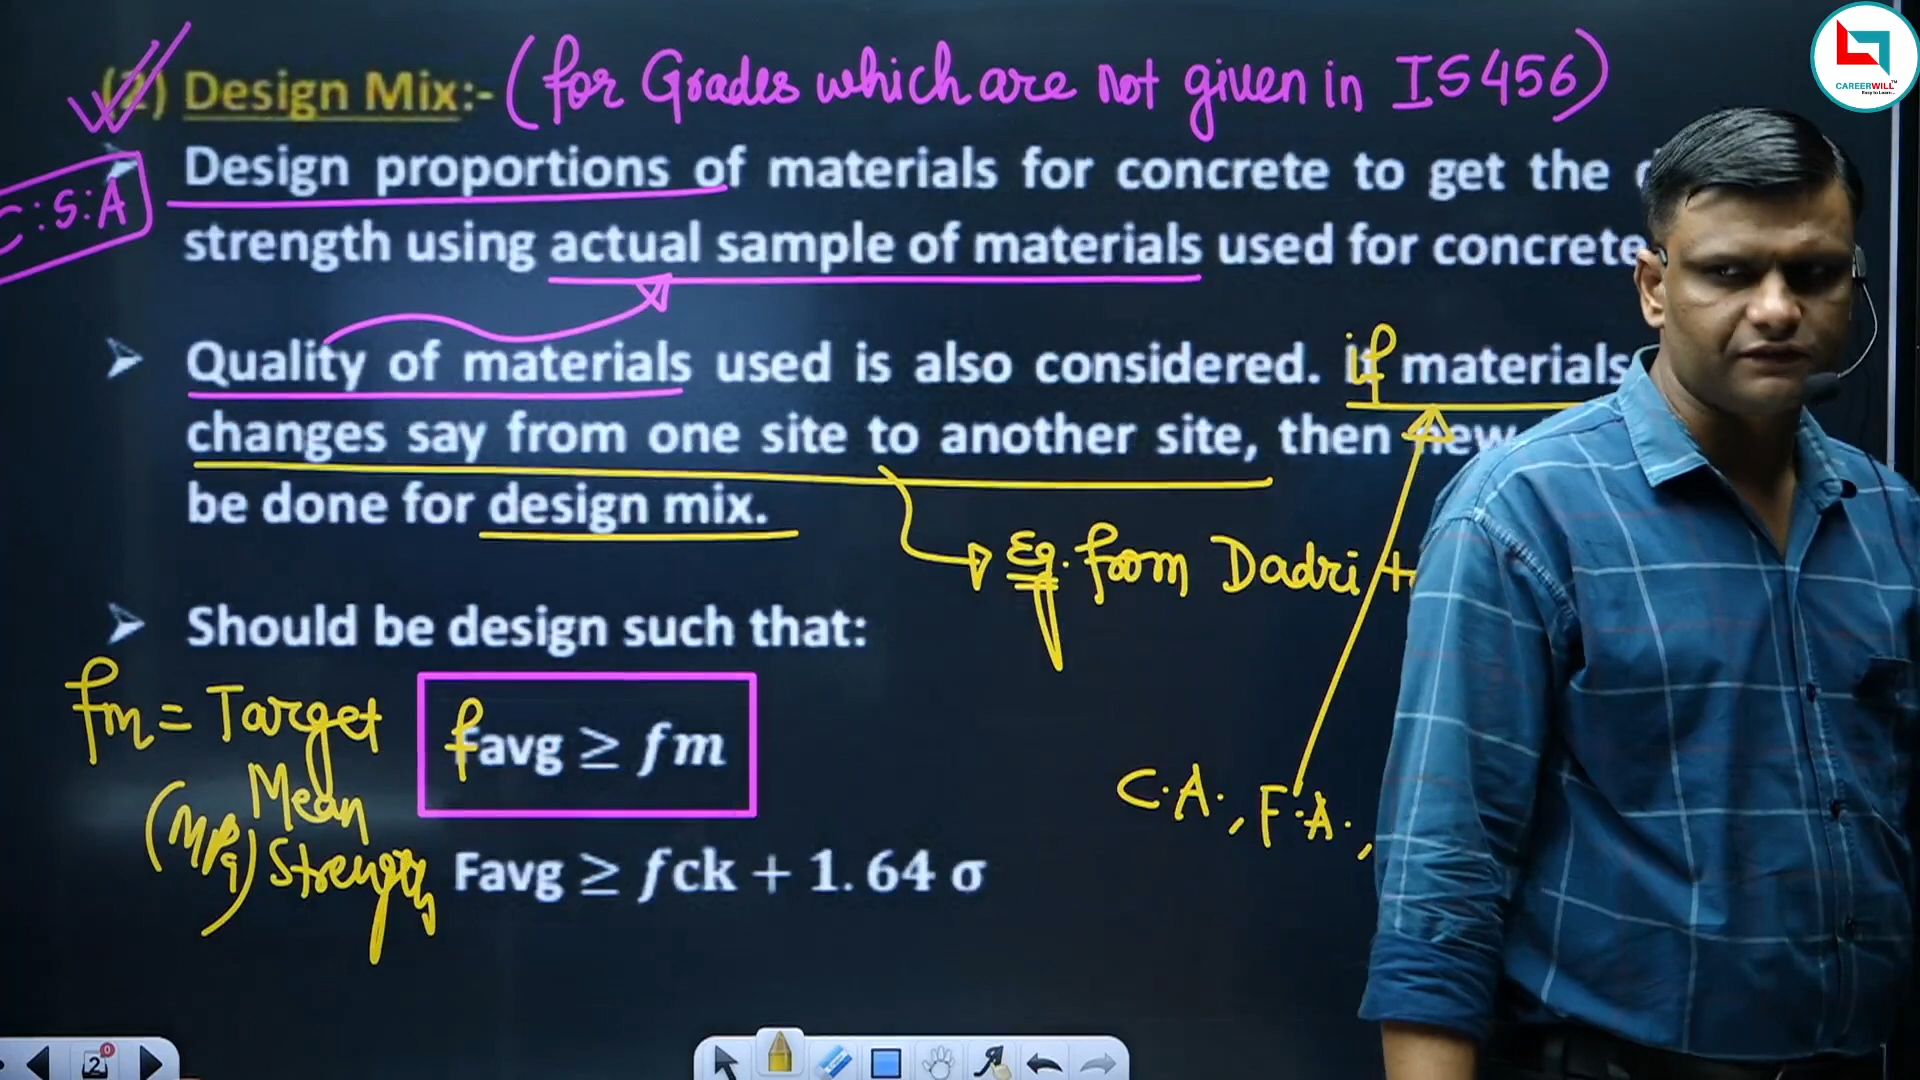 (2) Design Mix:- (for Grades which are not given in IS456)
Design proportions of materials for concrete to get the
C:S:A
strength using actual sample of materials used for concrete
Quality of materials used is also considered. if materials
changes say from one site to another site, then new
be done for design mix.
Eg. from Dadri
Should be design such that:
fm = Target Mean Strength
(MPa)
favg ≥ fm
C.A., F.A.,
Favg ≥ fck + 1.64 σ
CAREERWILL
2
0